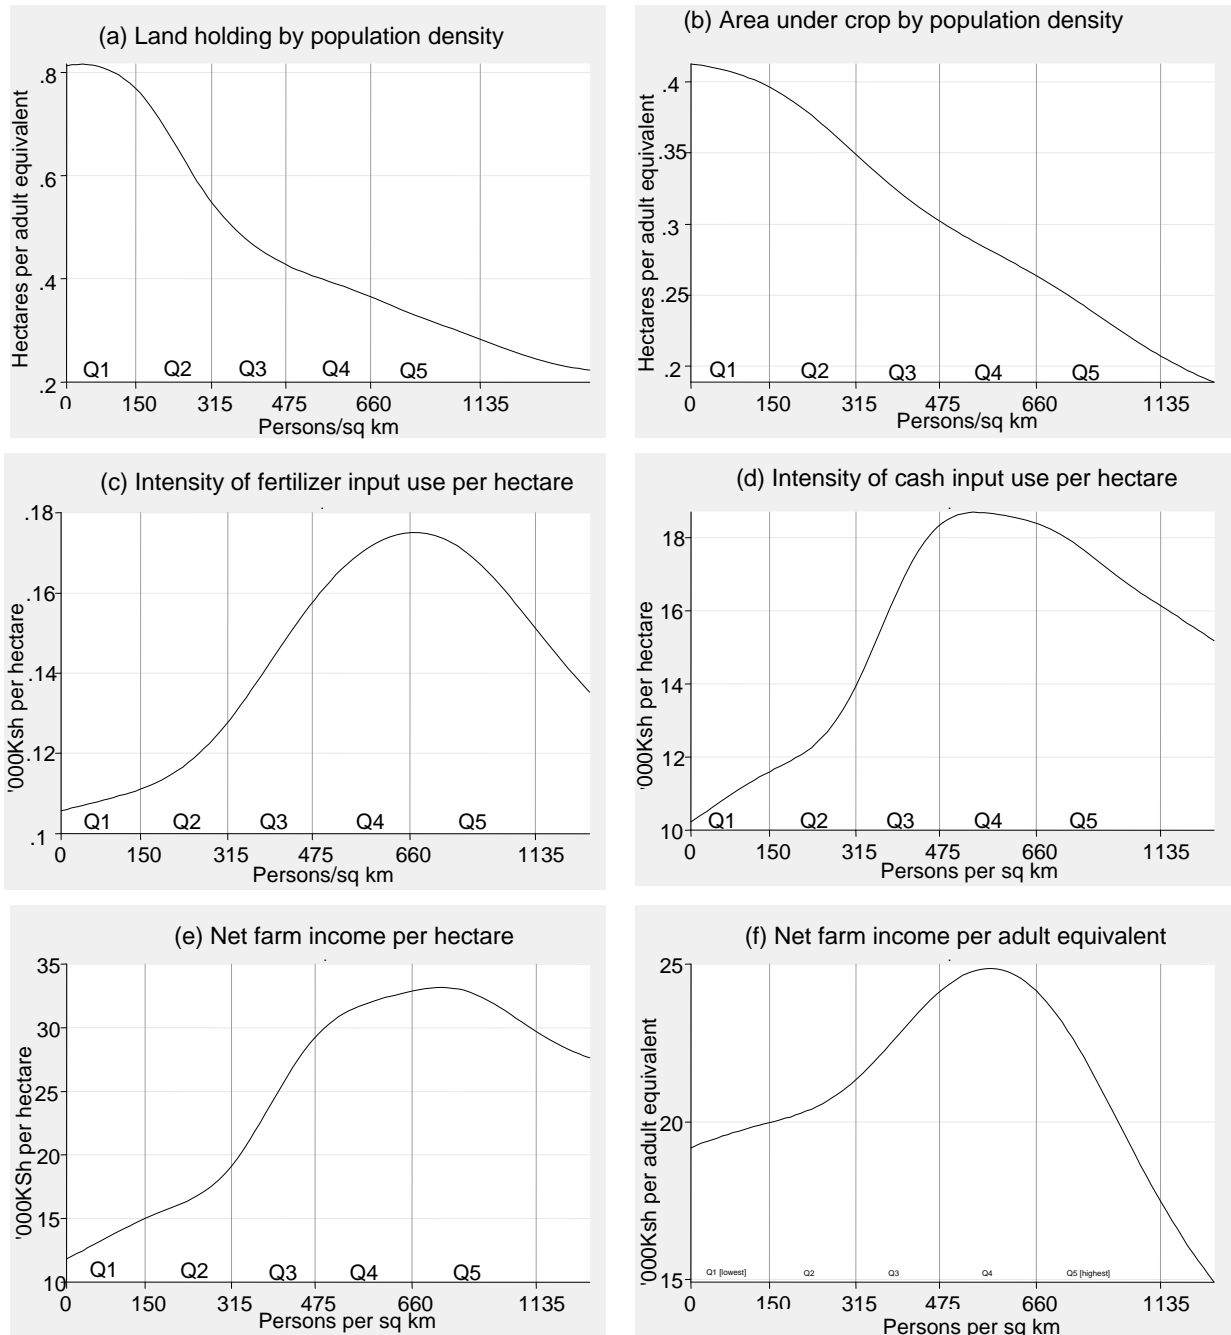 (a) Land holding by population density
Hectares per adult equivalent
.8
.6
.4
.2
Q1 Q2 Q3 Q4 Q5
0 150 315 475 660 1135
Persons/sq km
(b) Area under crop by population density
Hectares per adult equivalent
.4
.35
.3
.25
.2
Q1 Q2 Q3 Q4 Q5
0 150 315 475 660 1135
Persons/sq km
(c) Intensity of fertilizer input use per hectare
'000Ksh per hectare
.18
.16
.14
.12
.1
Q1 Q2 Q3 Q4 Q5
0 150 315 475 660 1135
Persons/sq km
(d) Intensity of cash input use per hectare
'000Ksh per hectare
18
16
14
12
10
Q1 Q2 Q3 Q4 Q5
0 150 315 475 660 1135
Persons per sq km
(e) Net farm income per hectare
'000KSh per hectare
35
30
25
20
15
10
Q1 Q2 Q3 Q4 Q5
0 150 315 475 660 1135
Persons per sq km
(f) Net farm income per adult equivalent
'000Ksh per adult equivalent
25
20
15
Q1 [lowest] Q2 Q3 Q4 Q5 [highest]
0 150 315 475 660 1135
Persons per sq km